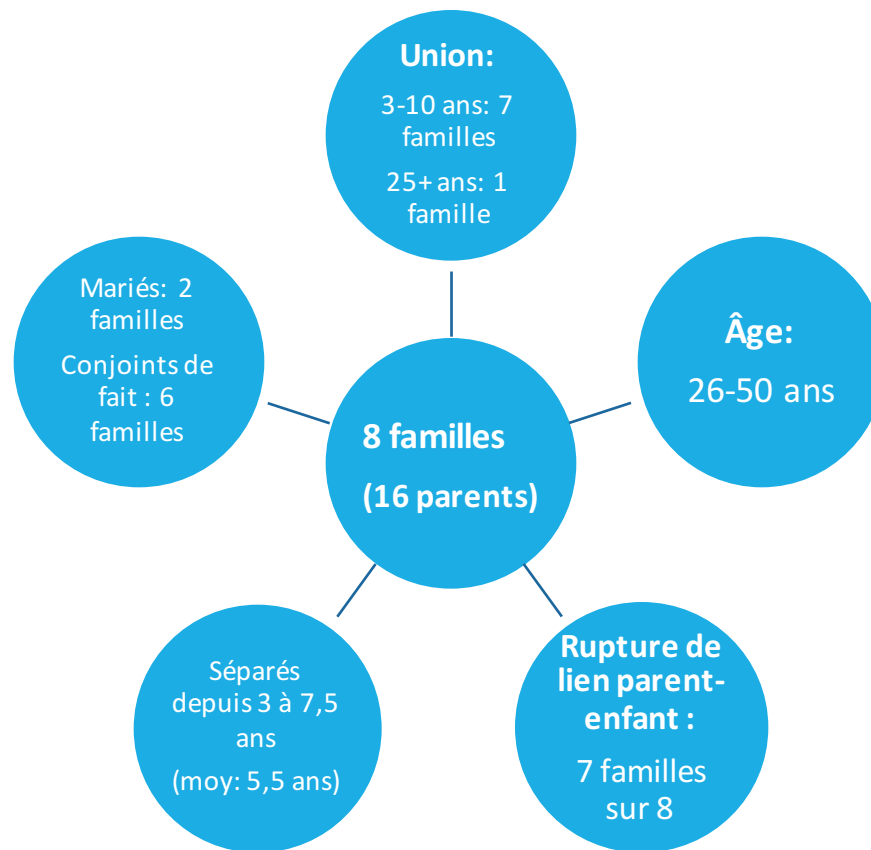 Union:
3-10 ans: 7
familles
25+ ans: 1
famille
Mariés: 2
familles
Conjoints de
fait : 6
familles
Âge:
26-50 ans
8 familles
(16 parents)
Séparés
depuis 3 à 7,5
ans
(moy: 5,5 ans)
Rupture de
lien parent-
enfant :
7 familles
sur 8